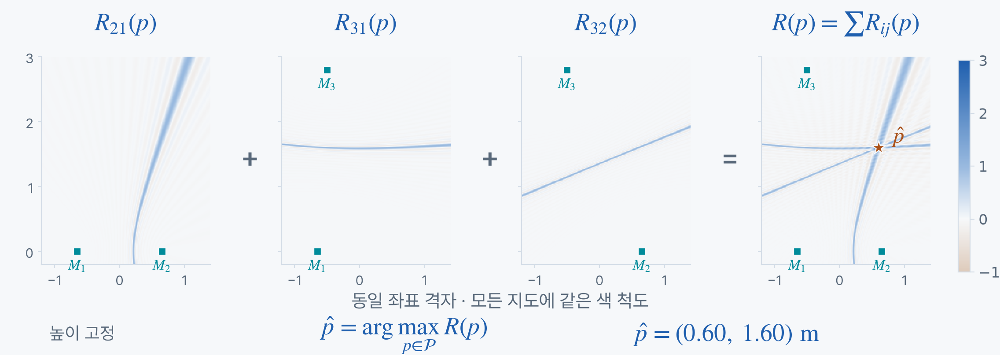 R₂₁(p) R₃₁(p) R₃₂(p) R(p) = ∑Rᵢⱼ(p)
3 3
M₃ M₃ M₃
2 2
p̂
+ + =
1 1
0 0
M₁ M₂ M₁ M₂ M₁ M₂
−1
−1 0 1 −1 0 1 −1 0 1 −1 0 1
동일 좌표 격자 · 모든 지도에 같은 색 척도
높이 고정
p̂ = arg max R(p)
p∈𝒫
p̂ = (0.60, 1.60) m